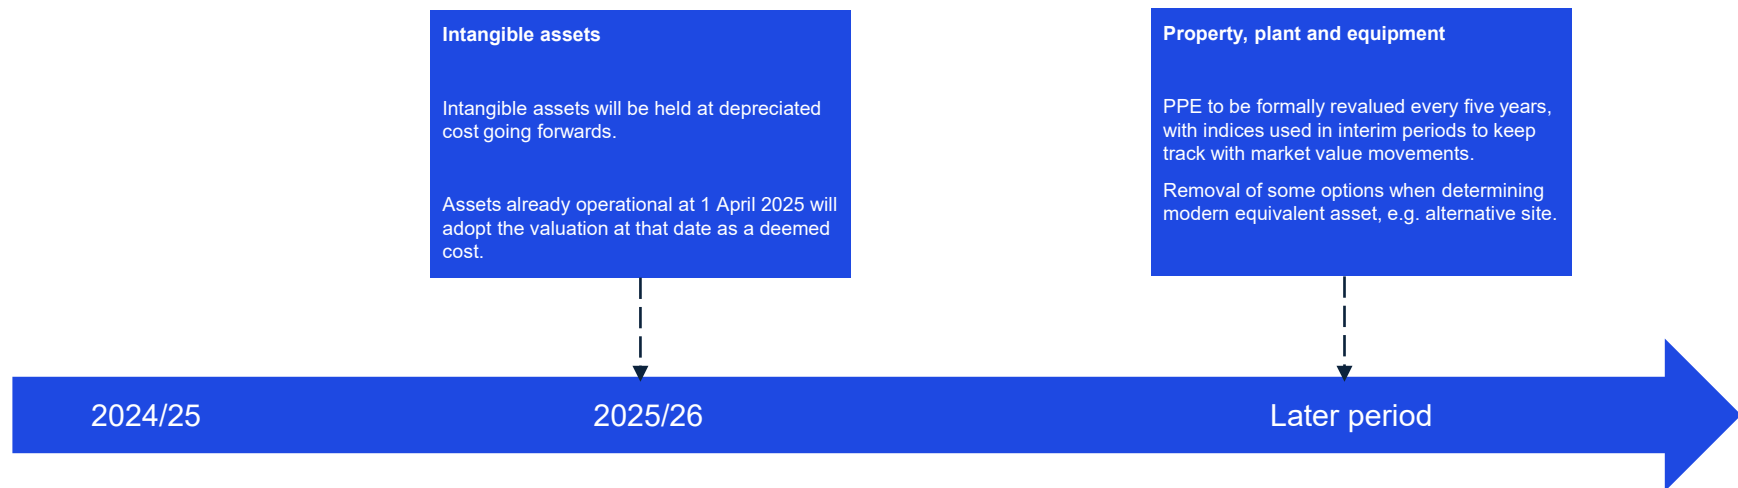 Intangible assets
Intangible assets will be held at depreciated
cost going forwards.
Assets already operational at 1 April 2025 will
adopt the valuation at that date as a deemed
cost.
Property, plant and equipment
PPE to be formally revalued every five years,
with indices used in interim periods to keep
track with market value movements.
Removal of some options when determining
modern equivalent asset, e.g. alternative site.
2024/25
2025/26
Later period